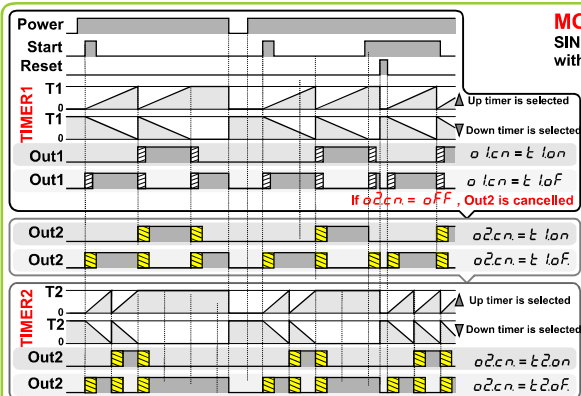 Power
MO
Start
SIN
with
Reset
TIMER1
T1
0
Up timer is selected
T1
0
Down timer is selected
Out1
o1.cn = t1.on
Out1
o1.cn = t1.oF
If o2.cn. = oFF , Out2 is cancelled
Out2
o2.cn. = t1.on
Out2
o2.cn. = t1.oF.
TIMER2
T2
0
Up timer is selected
T2
0
Down timer is selected
Out2
o2.cn. = t2.on
Out2
o2.cn. = t2.oF.